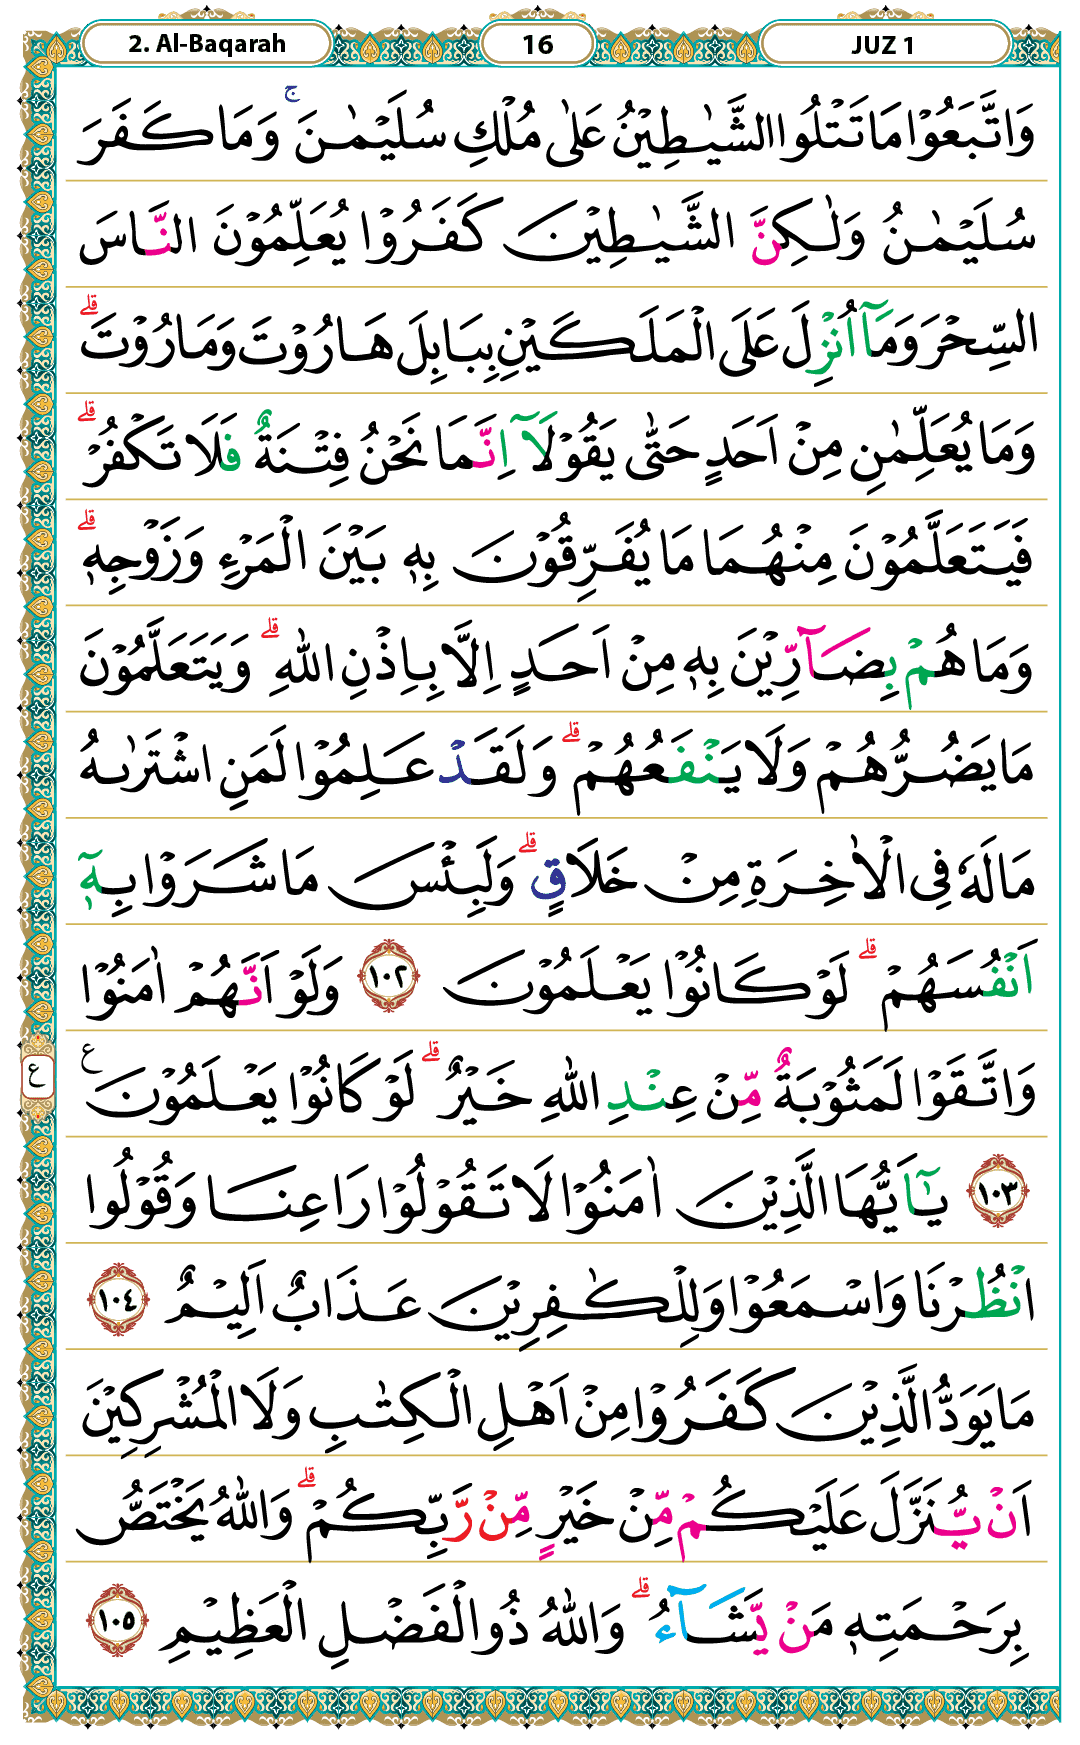 2. Al-Baqarah 16 JUZ 1
وَاتَّبَعُوْا مَا تَتْلُوا الشَّيٰطِيْنُ عَلٰى مُلْكِ سُلَيْمٰنَ ۚ وَمَا كَفَرَ
سُلَيْمٰنُ وَلٰكِنَّ الشَّيٰطِيْنَ كَفَرُوْا يُعَلِّمُوْنَ النَّاسَ
السِّحْرَ وَمَآ اُنْزِلَ عَلَى الْمَلَكَيْنِ بِبَابِلَ هَارُوْتَ وَمَارُوْتَ ۗ
وَمَا يُعَلِّمٰنِ مِنْ اَحَدٍ حَتّٰى يَقُوْلَآ اِنَّمَا نَحْنُ فِتْنَةٌ فَلَا تَكْفُرْ ۗ
فَيَتَعَلَّمُوْنَ مِنْهُمَا مَا يُفَرِّقُوْنَ بِهٖ بَيْنَ الْمَرْءِ وَزَوْجِهٖ ۗ
وَمَا هُمْ بِضَآرِّيْنَ بِهٖ مِنْ اَحَدٍ اِلَّا بِاِذْنِ اللّٰهِ ۗ وَيَتَعَلَّمُوْنَ
مَا يَضُرُّهُمْ وَلَا يَنْفَعُهُمْ ۗ وَلَقَدْ عَلِمُوْا لَمَنِ اشْتَرٰىهُ
مَا لَهٗ فِى الْاٰخِرَةِ مِنْ خَلَاقٍ ۗ وَلَبِئْسَ مَا شَرَوْا بِهٖٓ
اَنْفُسَهُمْ ۗ لَوْ كَانُوْا يَعْلَمُوْنَ ١٠٢ وَلَوْ اَنَّهُمْ اٰمَنُوْا
وَاتَّقَوْا لَمَثُوْبَةٌ مِّنْ عِنْدِ اللّٰهِ خَيْرٌ ۗ لَوْ كَانُوْا يَعْلَمُوْنَ ع
ع
١٠٣ يٰٓاَيُّهَا الَّذِيْنَ اٰمَنُوْا لَا تَقُوْلُوْا رَاعِنَا وَقُوْلُوا
انْظُرْنَا وَاسْمَعُوْا وَلِلْكٰفِرِيْنَ عَذَابٌ اَلِيْمٌ ١٠٤
مَا يَوَدُّ الَّذِيْنَ كَفَرُوْا مِنْ اَهْلِ الْكِتٰبِ وَلَا الْمُشْرِكِيْنَ
اَنْ يُّنَزَّلَ عَلَيْكُمْ مِّنْ خَيْرٍ مِّنْ رَّبِّكُمْ ۗ وَاللّٰهُ يَخْتَصُّ
بِرَحْمَتِهٖ مَنْ يَّشَآءُ ۗ وَاللّٰهُ ذُو الْفَضْلِ الْعَظِيْمِ ١٠٥